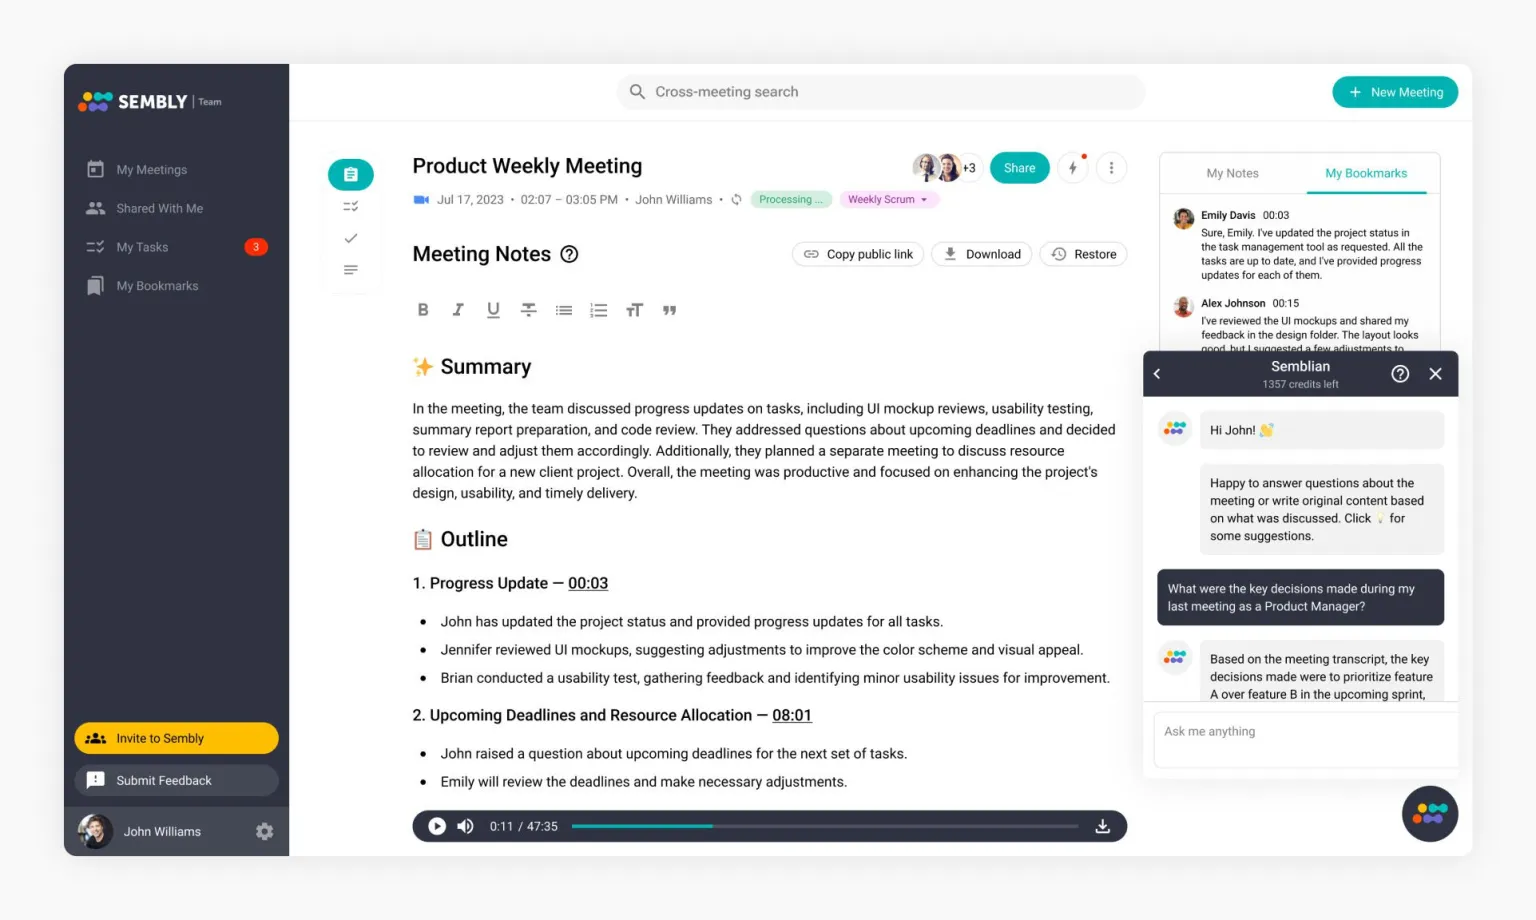 SEMBLY | Team
My Meetings
Shared With Me
My Tasks
3
My Bookmarks
Invite to Sembly
Submit Feedback
John Williams
Cross-meeting search
+ New Meeting
Product Weekly Meeting
+3
Share
Jul 17, 2023 • 02:07 – 03:05 PM • John Williams •
Processing ...
Weekly Scrum
Meeting Notes
Copy public link
Download
Restore
B I U
Summary
In the meeting, the team discussed progress updates on tasks, including UI mockup reviews, usability testing,
summary report preparation, and code review. They addressed questions about upcoming deadlines and decided
to review and adjust them accordingly. Additionally, they planned a separate meeting to discuss resource
allocation for a new client project. Overall, the meeting was productive and focused on enhancing the project's
design, usability, and timely delivery.
Outline
1. Progress Update — 00:03
• John has updated the project status and provided progress updates for all tasks.
• Jennifer reviewed UI mockups, suggesting adjustments to improve the color scheme and visual appeal.
• Brian conducted a usability test, gathering feedback and identifying minor usability issues for improvement.
2. Upcoming Deadlines and Resource Allocation — 08:01
• John raised a question about upcoming deadlines for the next set of tasks.
• Emily will review the deadlines and make necessary adjustments.
0:11 / 47:35
My Notes
My Bookmarks
Emily Davis 00:03
Sure, Emily. I've updated the project status in
the task management tool as requested. All the
tasks are up to date, and I've provided progress
updates for each of them.
Alex Johnson 00:15
I've reviewed the UI mockups and shared my
feedback in the design folder. The layout looks
good, but I suggested a few adjustments to
Semblian
1357 credits left
Hi John! 👋
Happy to answer questions about the
meeting or write original content based
on what was discussed. Click 💡 for
some suggestions.
What were the key decisions made during my
last meeting as a Product Manager?
Based on the meeting transcript, the key
decisions made were to prioritize feature
A over feature B in the upcoming sprint,
Ask me anything